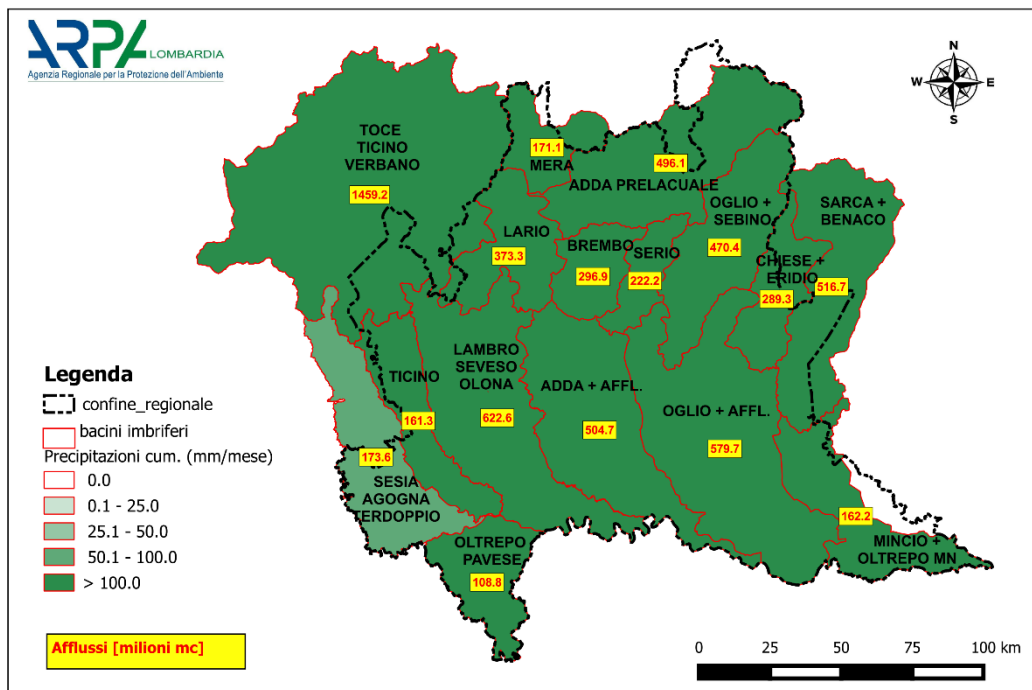 ARPA LOMBARDIA
Agenzia Regionale per la Protezione dell'Ambiente
N
W E
S
TOCE
TICINO
VERBANO
1459.2
171.1
MERA
496.1
ADDA PRELACUALE
LARIO
373.3
BREMBO
296.9
SERIO
222.2
OGLIO +
SEBINO
470.4
SARCA +
BENACO
516.7
CHIESE +
ERIDIO
289.3
TICINO
161.3
LAMBRO
SEVESO
OLONA
622.6
ADDA + AFFL.
504.7
OGLIO + AFFL.
579.7
173.6
SESIA
AGOGNA
TERDOPPIO
OLTREPO
PAVESE
108.8
162.2
MINCIO +
OLTREPO MN
Legenda
confine_regionale
bacini imbriferi
Precipitazioni cum. (mm/mese)
0.0
0.1 - 25.0
25.1 - 50.0
50.1 - 100.0
> 100.0
Afflussi [milioni mc]
0 25 50 75 100 km